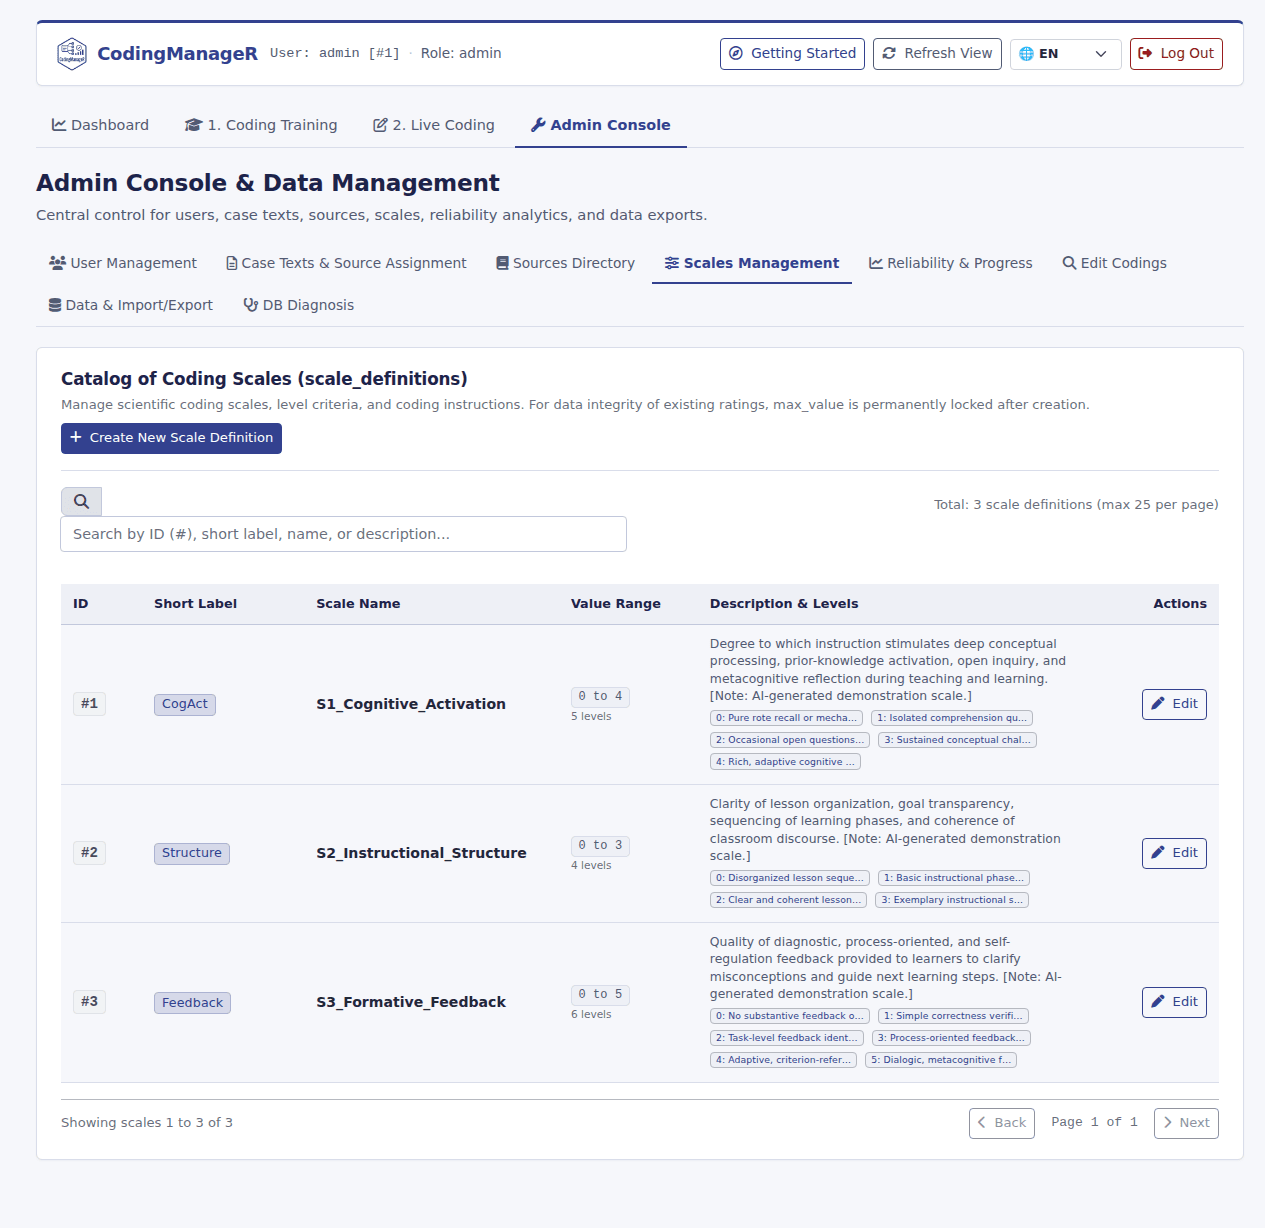 CodingManageR User: admin [#1] · Role: admin
Getting Started
Refresh View
🌐 EN
Log Out
Dashboard
1. Coding Training
2. Live Coding
Admin Console
Admin Console & Data Management
Central control for users, case texts, sources, scales, reliability analytics, and data exports.
User Management
Case Texts & Source Assignment
Sources Directory
Scales Management
Reliability & Progress
Edit Codings
Data & Import/Export
DB Diagnosis
Catalog of Coding Scales (scale_definitions)
Manage scientific coding scales, level criteria, and coding instructions. For data integrity of existing ratings, max_value is permanently locked after creation.
+ Create New Scale Definition
Total: 3 scale definitions (max 25 per page)
Search by ID (#), short label, name, or description...
ID Short Label Scale Name Value Range Description & Levels Actions
#1
CogAct
S1_Cognitive_Activation
0 to 4
5 levels
Degree to which instruction stimulates deep conceptual
processing, prior-knowledge activation, open inquiry, and
metacognitive reflection during teaching and learning.
[Note: AI-generated demonstration scale.]
0: Pure rote recall or mecha... 1: Isolated comprehension qu...
2: Occasional open questions... 3: Sustained conceptual chal...
4: Rich, adaptive cognitive ...
Edit
#2
Structure
S2_Instructional_Structure
0 to 3
4 levels
Clarity of lesson organization, goal transparency,
sequencing of learning phases, and coherence of
classroom discourse. [Note: AI-generated demonstration
scale.]
0: Disorganized lesson seque... 1: Basic instructional phase...
2: Clear and coherent lesson... 3: Exemplary instructional s...
Edit
#3
Feedback
S3_Formative_Feedback
0 to 5
6 levels
Quality of diagnostic, process-oriented, and self-
regulation feedback provided to learners to clarify
misconceptions and guide next learning steps. [Note: AI-
generated demonstration scale.]
0: No substantive feedback o... 1: Simple correctness verifi...
2: Task-level feedback ident... 3: Process-oriented feedback...
4: Adaptive, criterion-refer... 5: Dialogic, metacognitive f...
Edit
Showing scales 1 to 3 of 3
Back
Page 1 of 1
Next